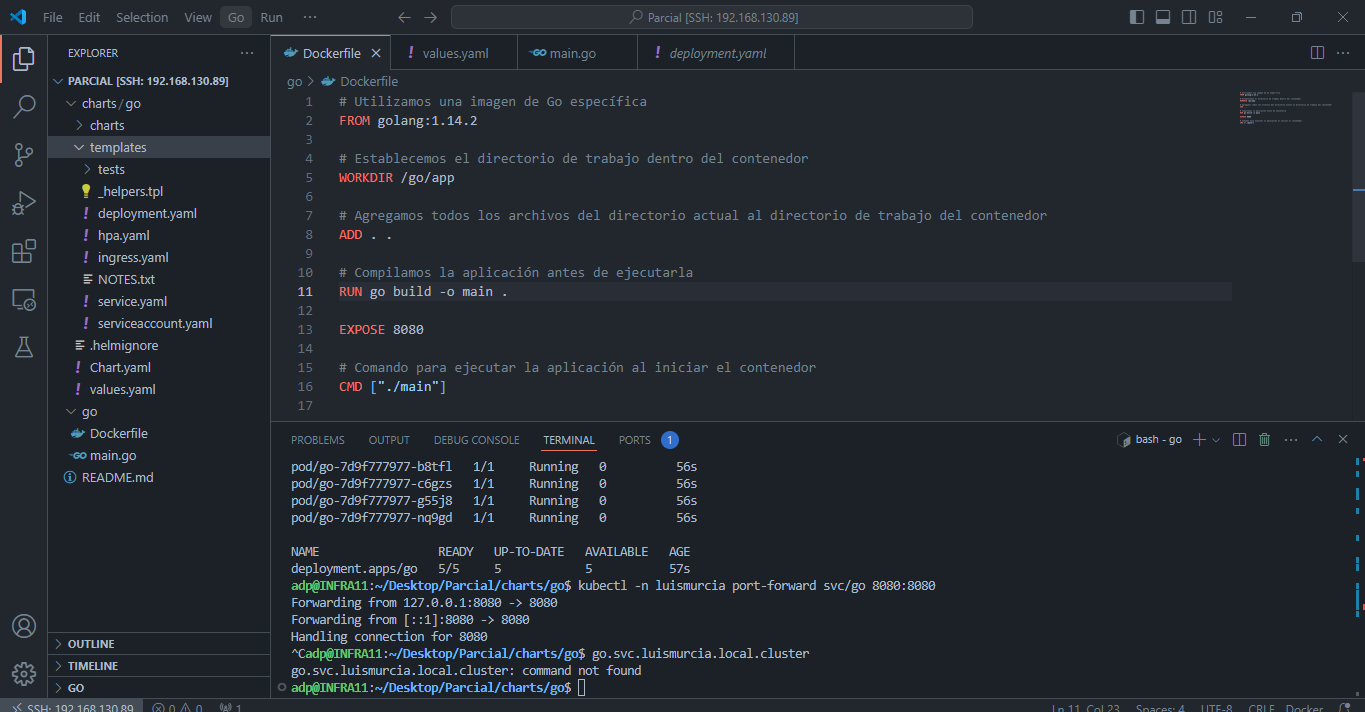 File Edit Selection View Go Run ··· Parcial [SSH: 192.168.130.89]
EXPLORER ···
PARCIAL [SSH: 192.168.130.89]
charts / go
charts
templates
tests
_helpers.tpl
! deployment.yaml
! hpa.yaml
! ingress.yaml
NOTES.txt
! service.yaml
! serviceaccount.yaml
.helmignore
! Chart.yaml
! values.yaml
go
Dockerfile
GO main.go
README.md
OUTLINE
TIMELINE
GO
Dockerfile ! values.yaml GO main.go ! deployment.yaml
go > Dockerfile
1 # Utilizamos una imagen de Go específica
2 FROM golang:1.14.2
3
4 # Establecemos el directorio de trabajo dentro del contenedor
5 WORKDIR /go/app
6
7 # Agregamos todos los archivos del directorio actual al directorio de trabajo del contenedor
8 ADD . .
9
10 # Compilamos la aplicación antes de ejecutarla
11 RUN go build -o main .
12
13 EXPOSE 8080
14
15 # Comando para ejecutar la aplicación al iniciar el contenedor
16 CMD ["./main"]
17
PROBLEMS OUTPUT DEBUG CONSOLE TERMINAL PORTS 1 bash - go
pod/go-7d9f777977-b8tfl 1/1 Running 0 56s
pod/go-7d9f777977-c6gzs 1/1 Running 0 56s
pod/go-7d9f777977-g55j8 1/1 Running 0 56s
pod/go-7d9f777977-nq9gd 1/1 Running 0 56s
NAME READY UP-TO-DATE AVAILABLE AGE
deployment.apps/go 5/5 5 5 57s
adp@INFRA11:~/Desktop/Parcial/charts/go$ kubectl -n luismurcia port-forward svc/go 8080:8080
Forwarding from 127.0.0.1:8080 -> 8080
Forwarding from [::1]:8080 -> 8080
Handling connection for 8080
^Cadp@INFRA11:~/Desktop/Parcial/charts/go$ go.svc.luismurcia.local.cluster
go.svc.luismurcia.local.cluster: command not found
adp@INFRA11:~/Desktop/Parcial/charts/go$
SSH: 192.168.130.89 0 0 1 Ln 11, Col 23 Spaces: 4 UTF-8 CRLF Docker